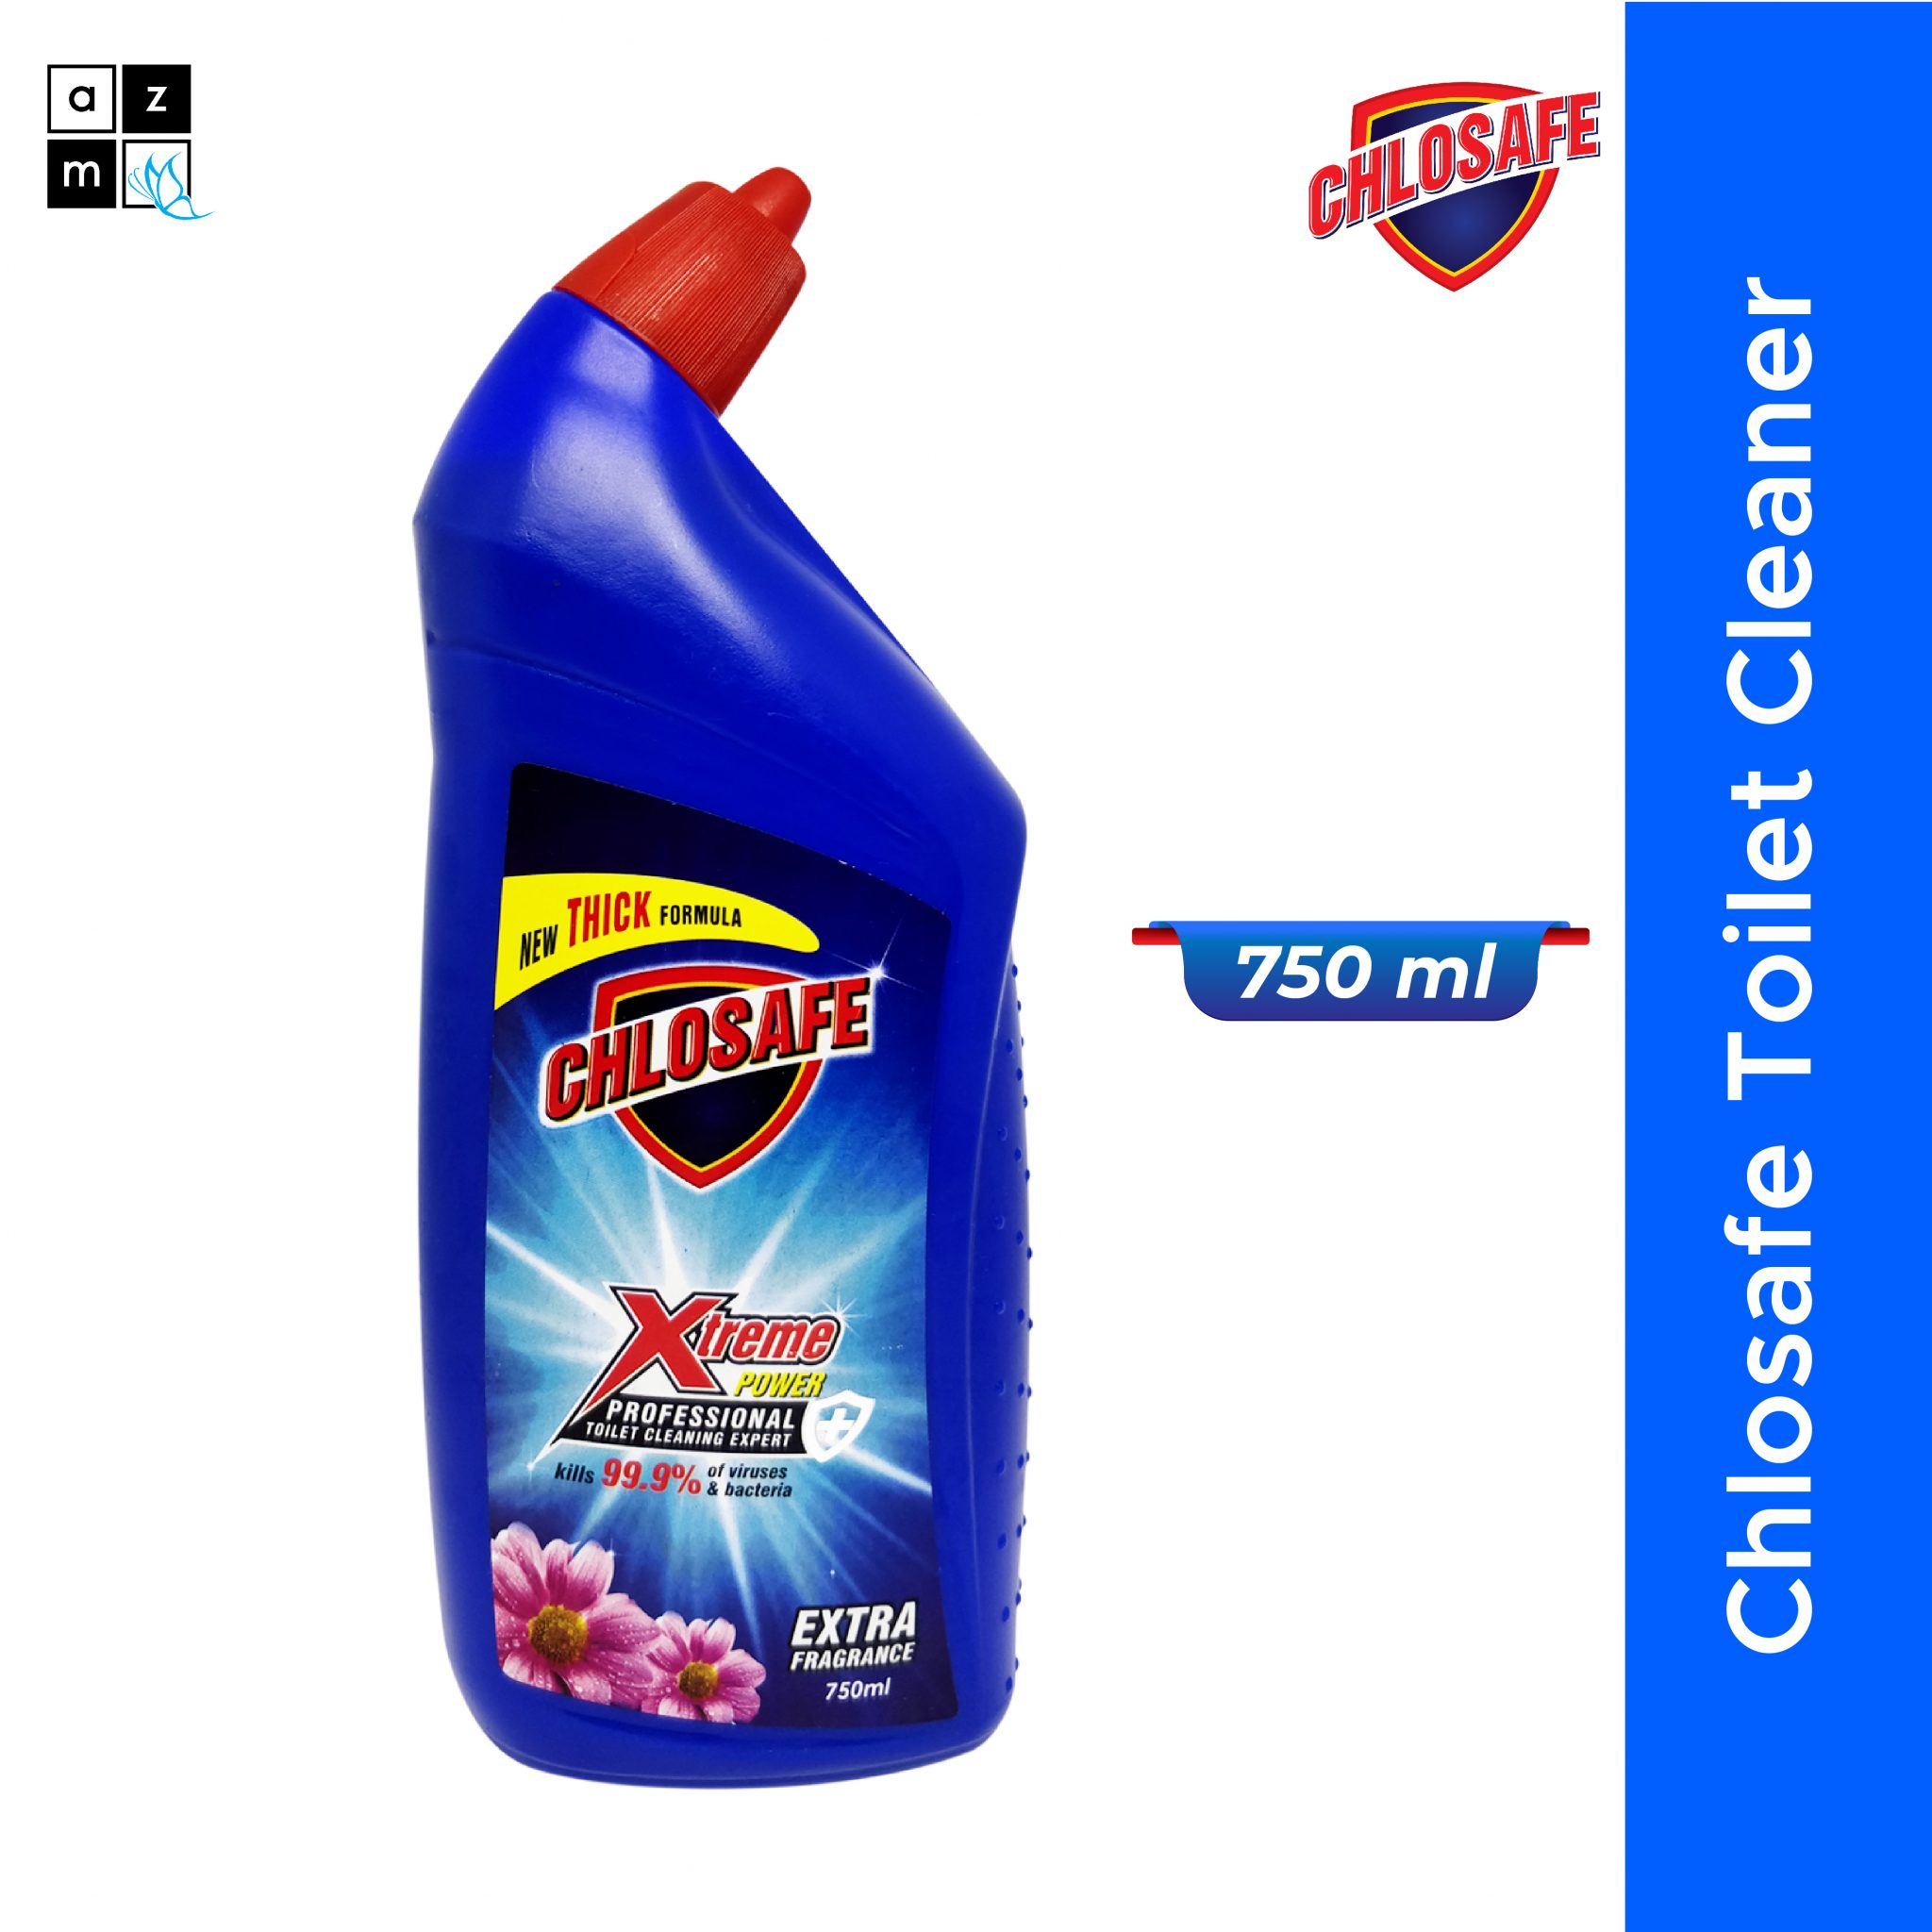 a z
m
CHLOSAFE
NEW THICK FORMULA
CHLOSAFE
Xtreme
POWER
PROFESSIONAL
TOILET CLEANING EXPERT
kills 99.9% of viruses
& bacteria
EXTRA
FRAGRANCE
750ml
750 ml
Chlosafe Toilet Cleaner